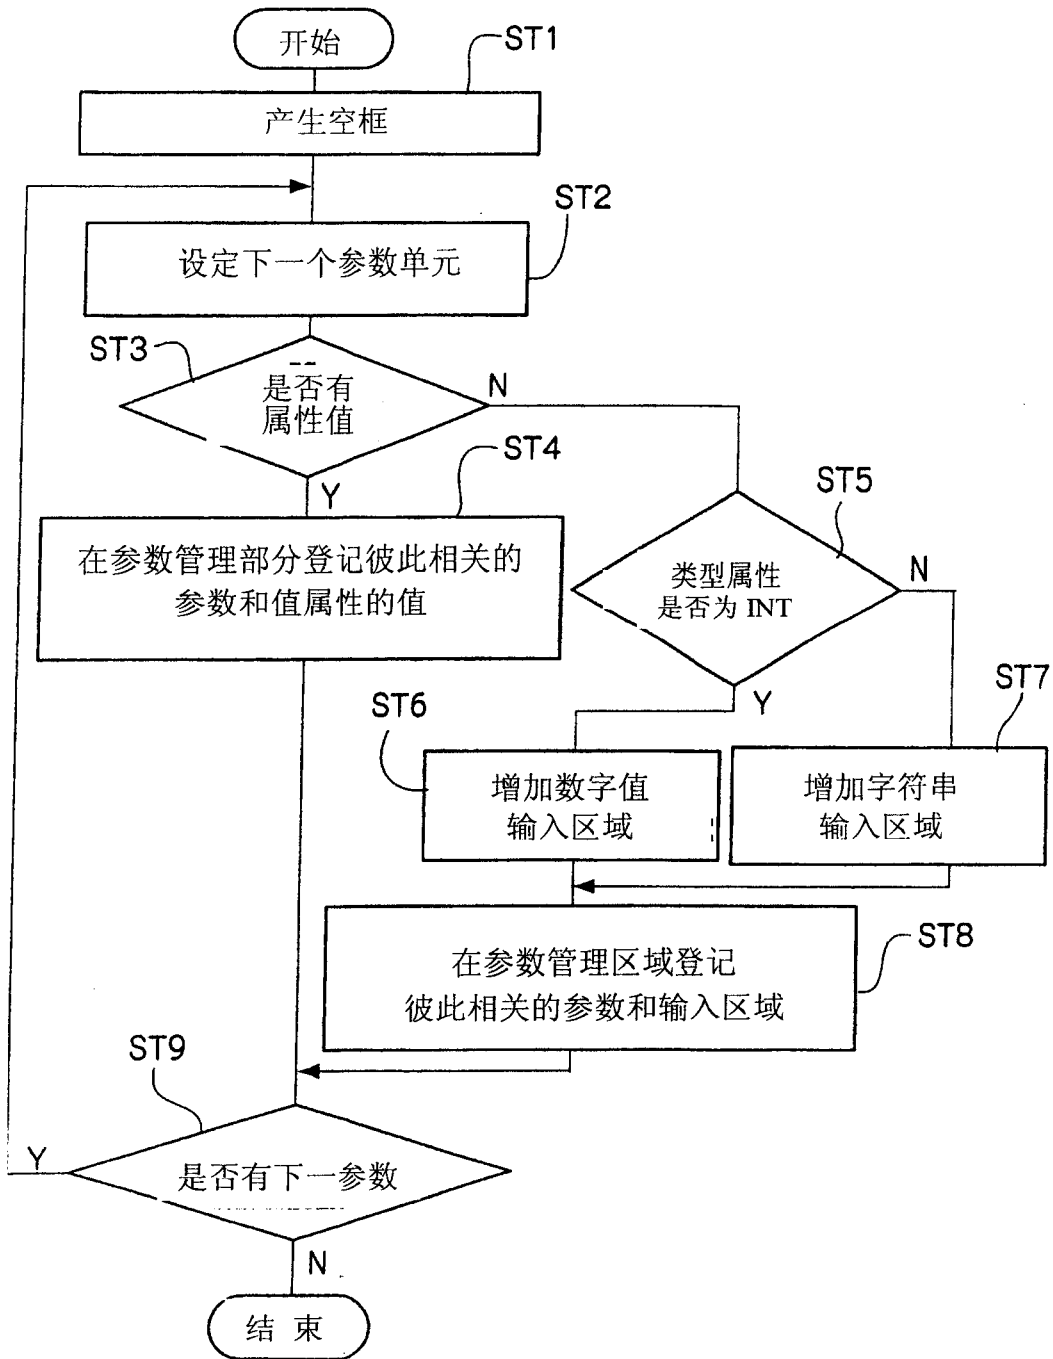 开始
ST1
产生空框
ST2
设定下一个参数单元
ST3
是否有
属性值
N
Y
ST4
在参数管理部分登记彼此相关的
参数和值属性的值
ST5
类型属性
是否为 INT
N
Y
ST6
增加数字值
输入区域
ST7
增加字符串
输入区域
ST8
在参数管理区域登记
彼此相关的参数和输入区域
ST9
是否有下一参数
Y
N
结 束